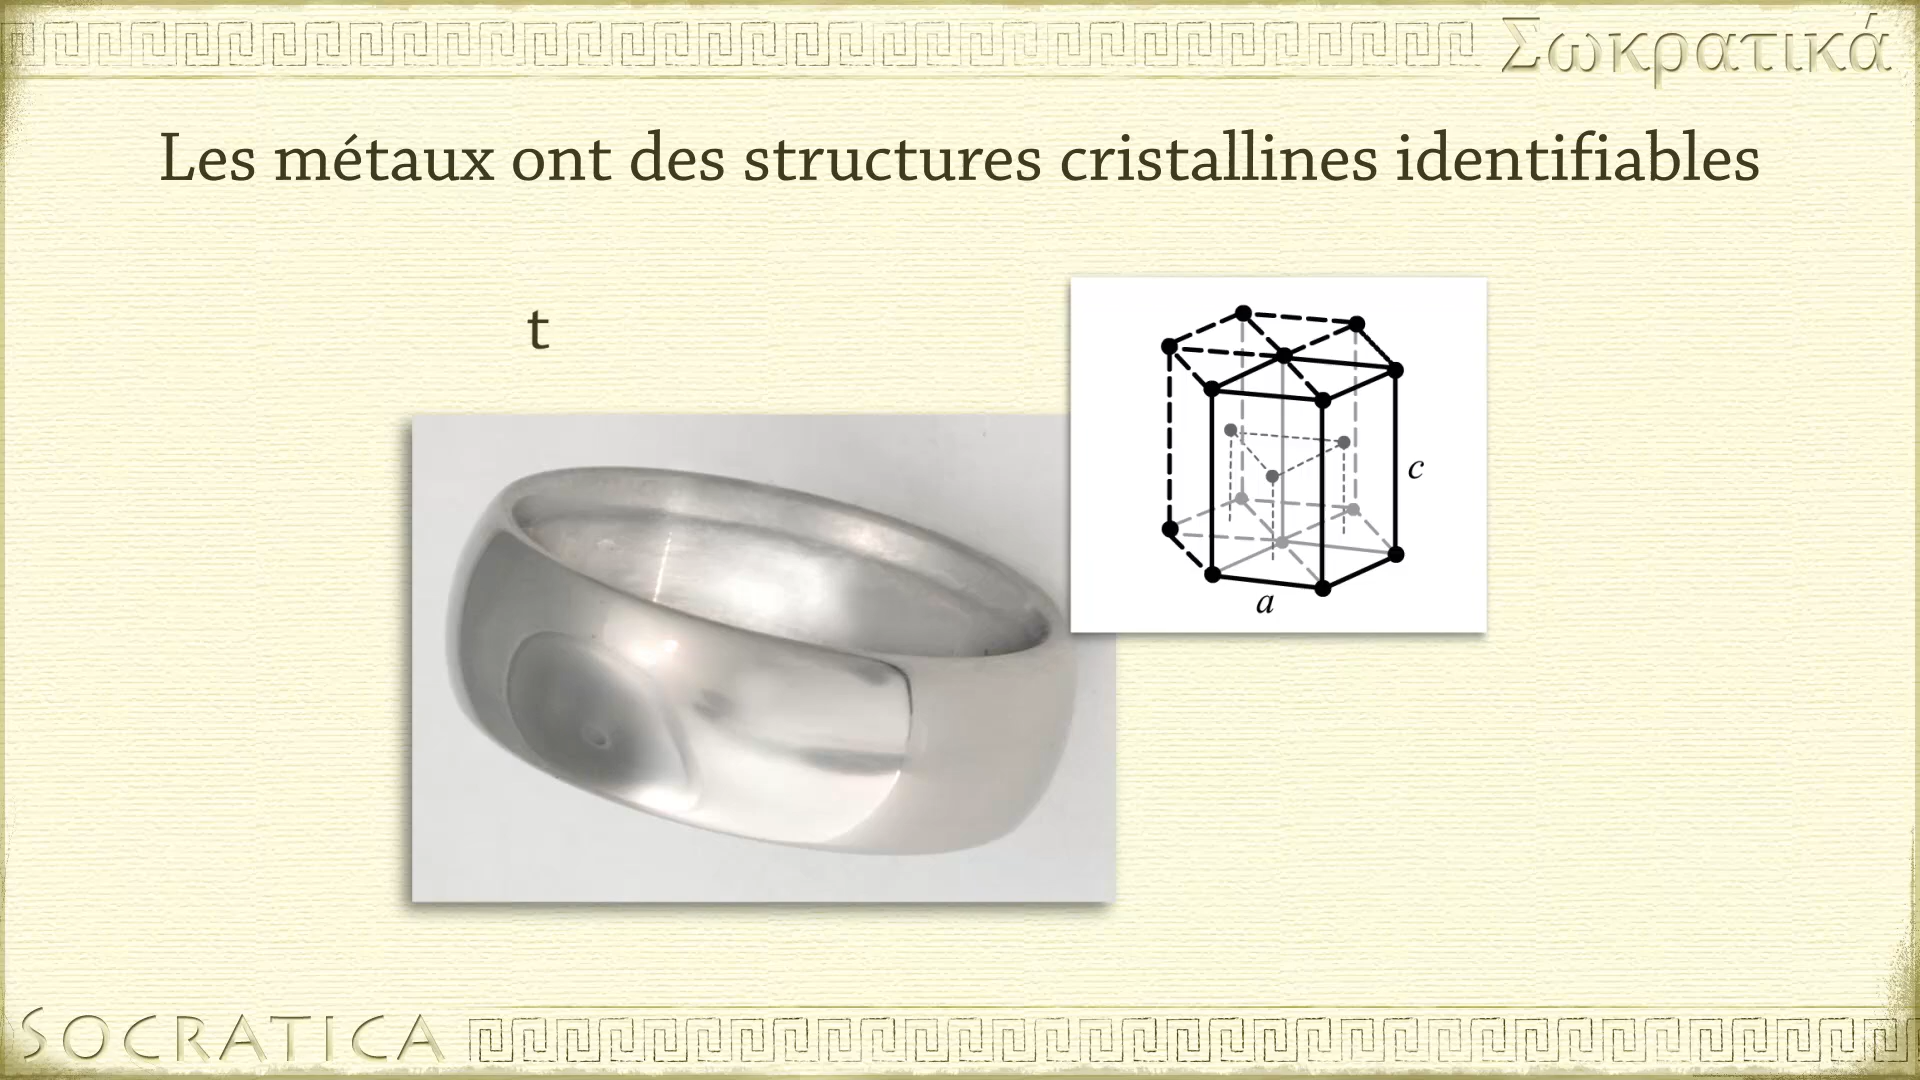 Σωκρατικά
Les métaux ont des structures cristallines identifiables
t
c
a
SOCRATICA